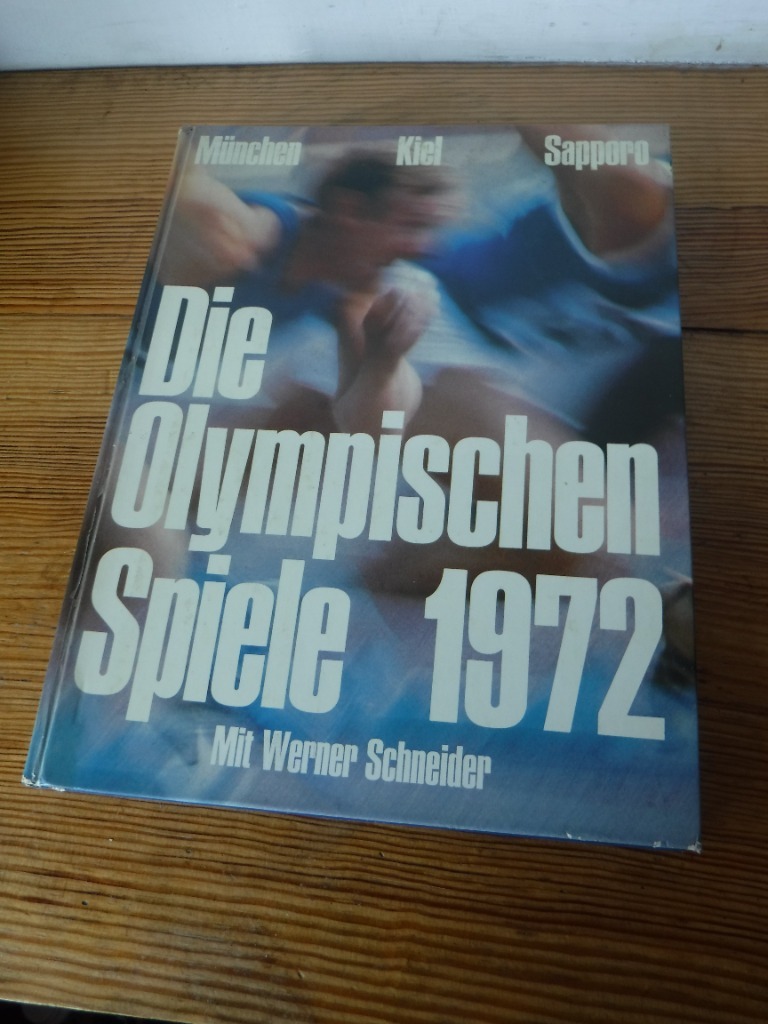 München Kiel Sapporo
Die
Olympischen
Spiele 1972
Mit Werner Schneider